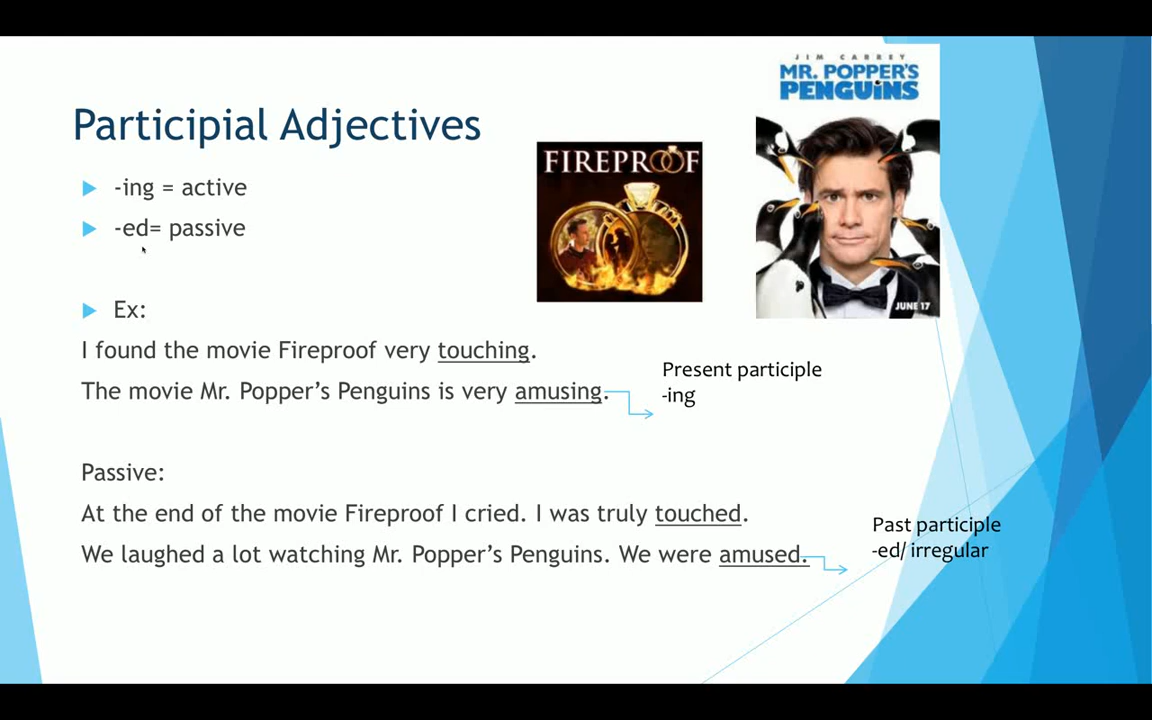 JIM CARREY
MR. POPPER'S
PENGUINS
Participial Adjectives
FIREPROOF
-ing = active
-ed= passive
JUNE 17
Ex:
I found the movie Fireproof very touching.
Present participle
-ing
The movie Mr. Popper's Penguins is very amusing.
Passive:
At the end of the movie Fireproof I cried. I was truly touched.
Past participle
-ed/ irregular
We laughed a lot watching Mr. Popper's Penguins. We were amused.